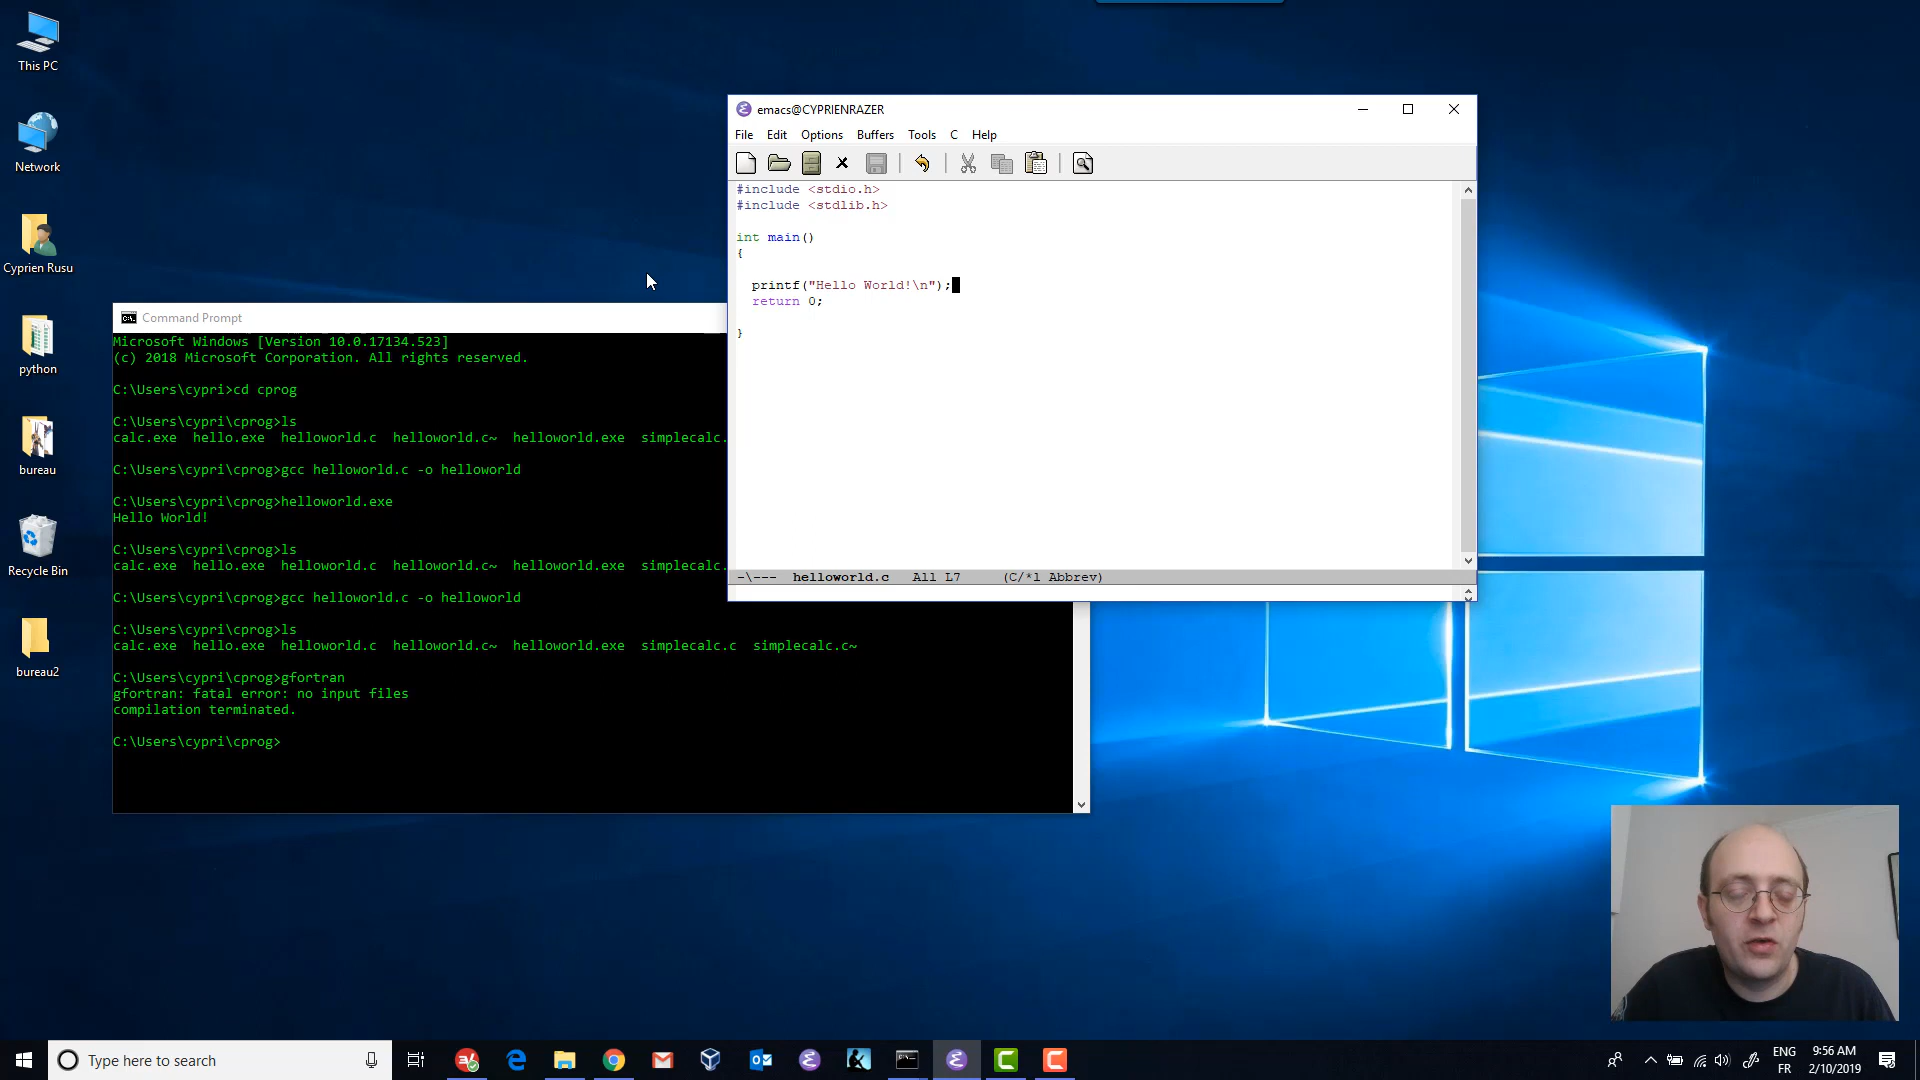 This PC
Network
Cyprien Rusu
python
bureau
Recycle Bin
bureau2
Command Prompt
Microsoft Windows [Version 10.0.17134.523]
(c) 2018 Microsoft Corporation. All rights reserved.
C:\Users\cypri>cd cprog
C:\Users\cypri\cprog>ls
calc.exe hello.exe helloworld.c helloworld.c~ helloworld.exe simplecalc.
C:\Users\cypri\cprog>gcc helloworld.c -o helloworld
C:\Users\cypri\cprog>helloworld.exe
Hello World!
C:\Users\cypri\cprog>ls
calc.exe hello.exe helloworld.c helloworld.c~ helloworld.exe simplecalc.
C:\Users\cypri\cprog>gcc helloworld.c -o helloworld
C:\Users\cypri\cprog>ls
calc.exe hello.exe helloworld.c helloworld.c~ helloworld.exe simplecalc.c simplecalc.c~
C:\Users\cypri\cprog>gfortran
gfortran: fatal error: no input files
compilation terminated.
C:\Users\cypri\cprog>
emacs@CYPRIENRAZER
File Edit Options Buffers Tools C Help
#include <stdio.h>
#include <stdlib.h>
int main()
{
printf("Hello World!\n");
return 0;
}
-\--- helloworld.c All L7 (C/*l Abbrev)
Type here to search
ENG
FR
9:56 AM
2/10/2019